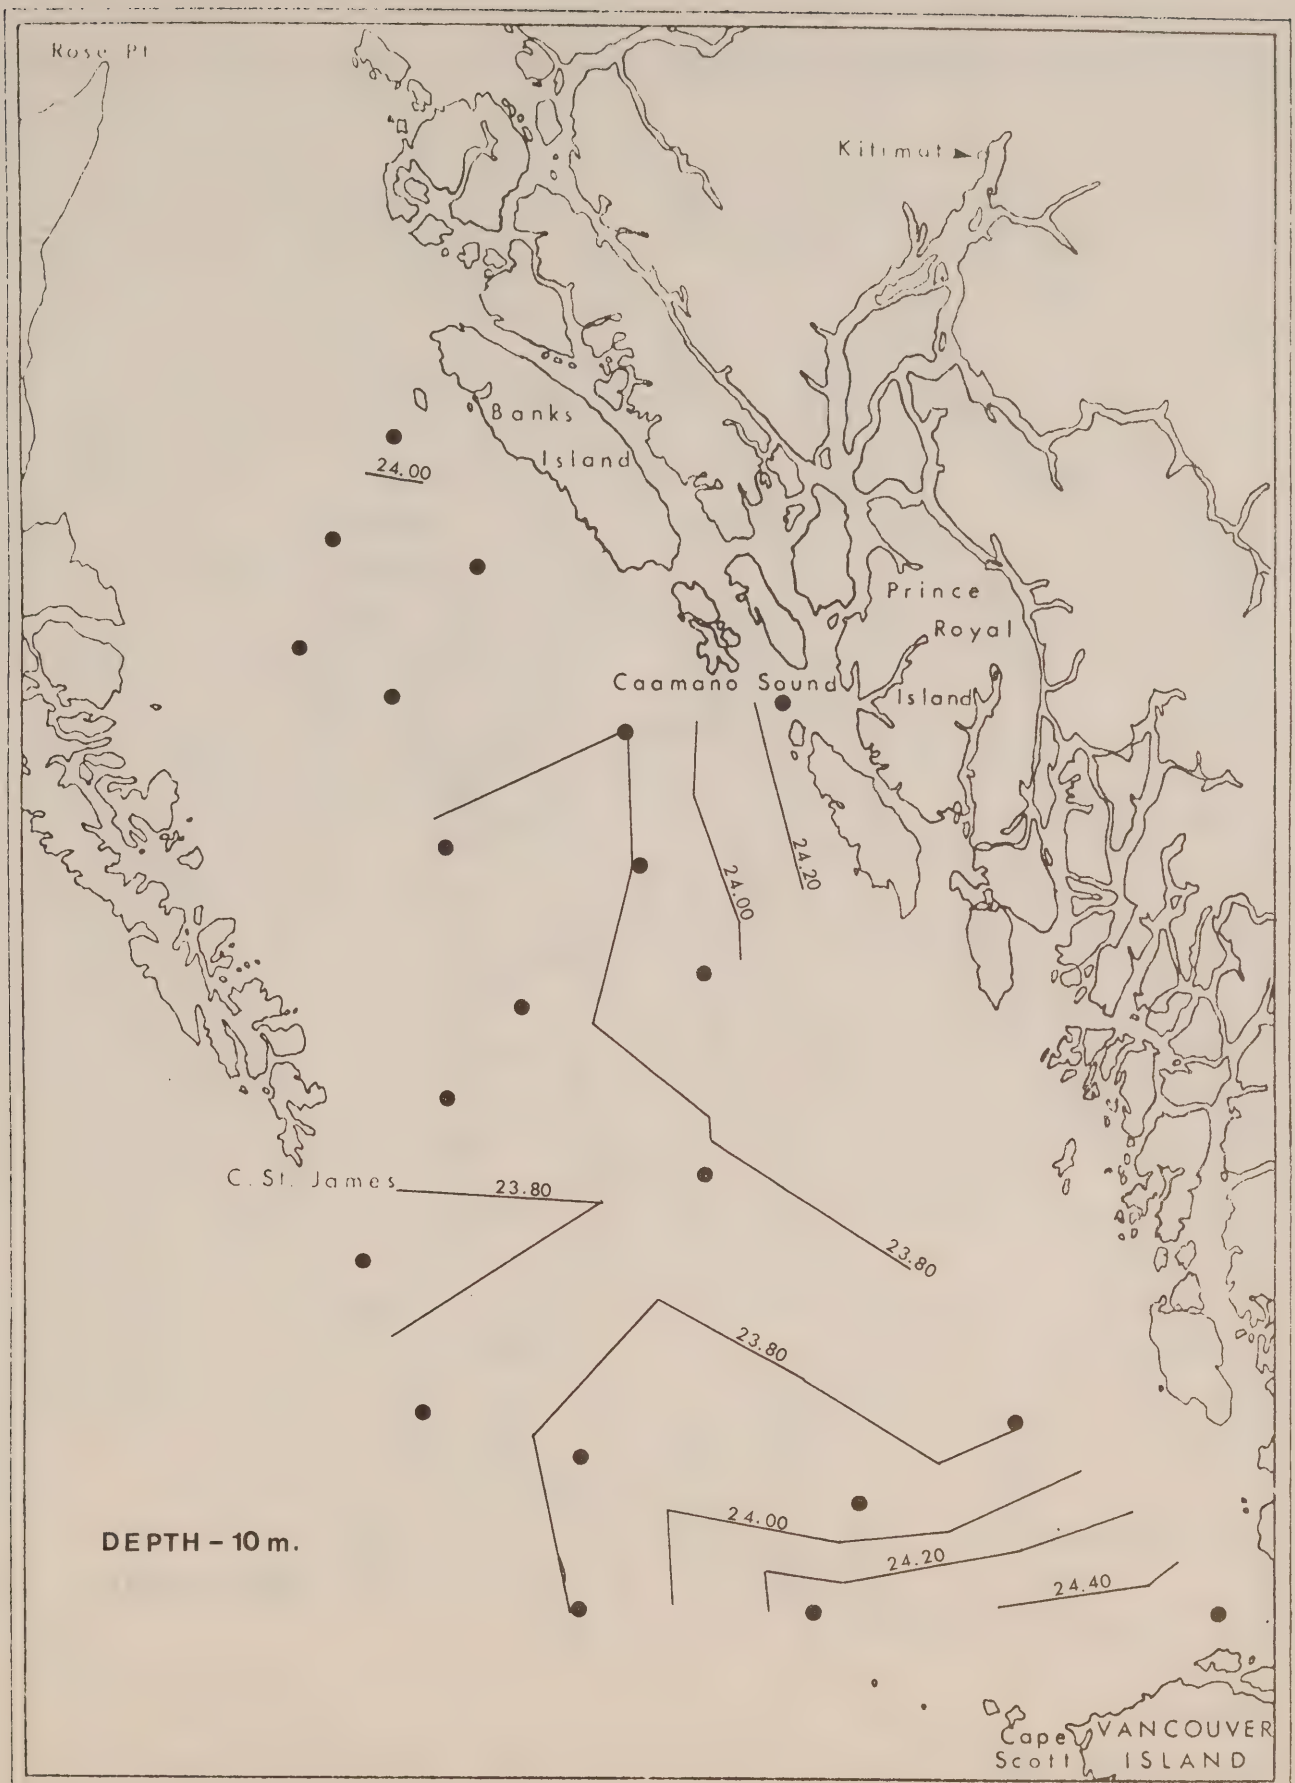 Rose Pt
Kitimat
Banks
Island
24.00
Prince
Royal
Island
Caamano Sound
24.20
24.00
C. St. James
23.80
23.80
23.80
24.00
DEPTH – 10 m.
24.20
24.40
Cape
Scott
VANCOUVER
ISLAND